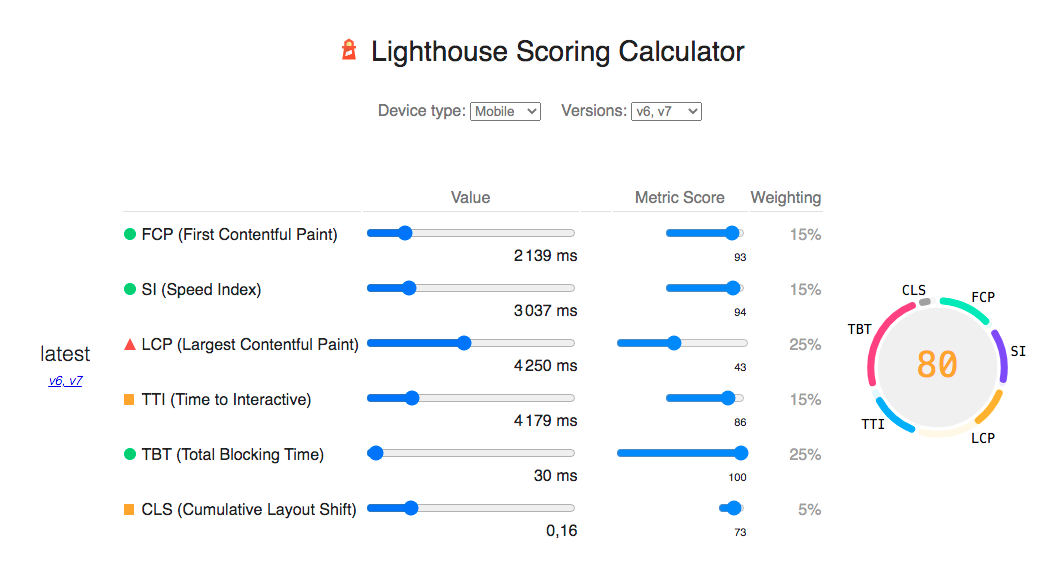 Lighthouse Scoring Calculator
Device type: Mobile Versions: v6, v7
Value Metric Score Weighting
FCP (First Contentful Paint) 15%
2 139 ms 93
SI (Speed Index) 15%
3 037 ms 94
LCP (Largest Contentful Paint) 25%
4 250 ms 43
TTI (Time to Interactive) 15%
4 179 ms 86
TBT (Total Blocking Time) 25%
30 ms 100
CLS (Cumulative Layout Shift) 5%
0,16 73
latest
v6, v7
CLS
FCP
TBT
SI
80
TTI
LCP